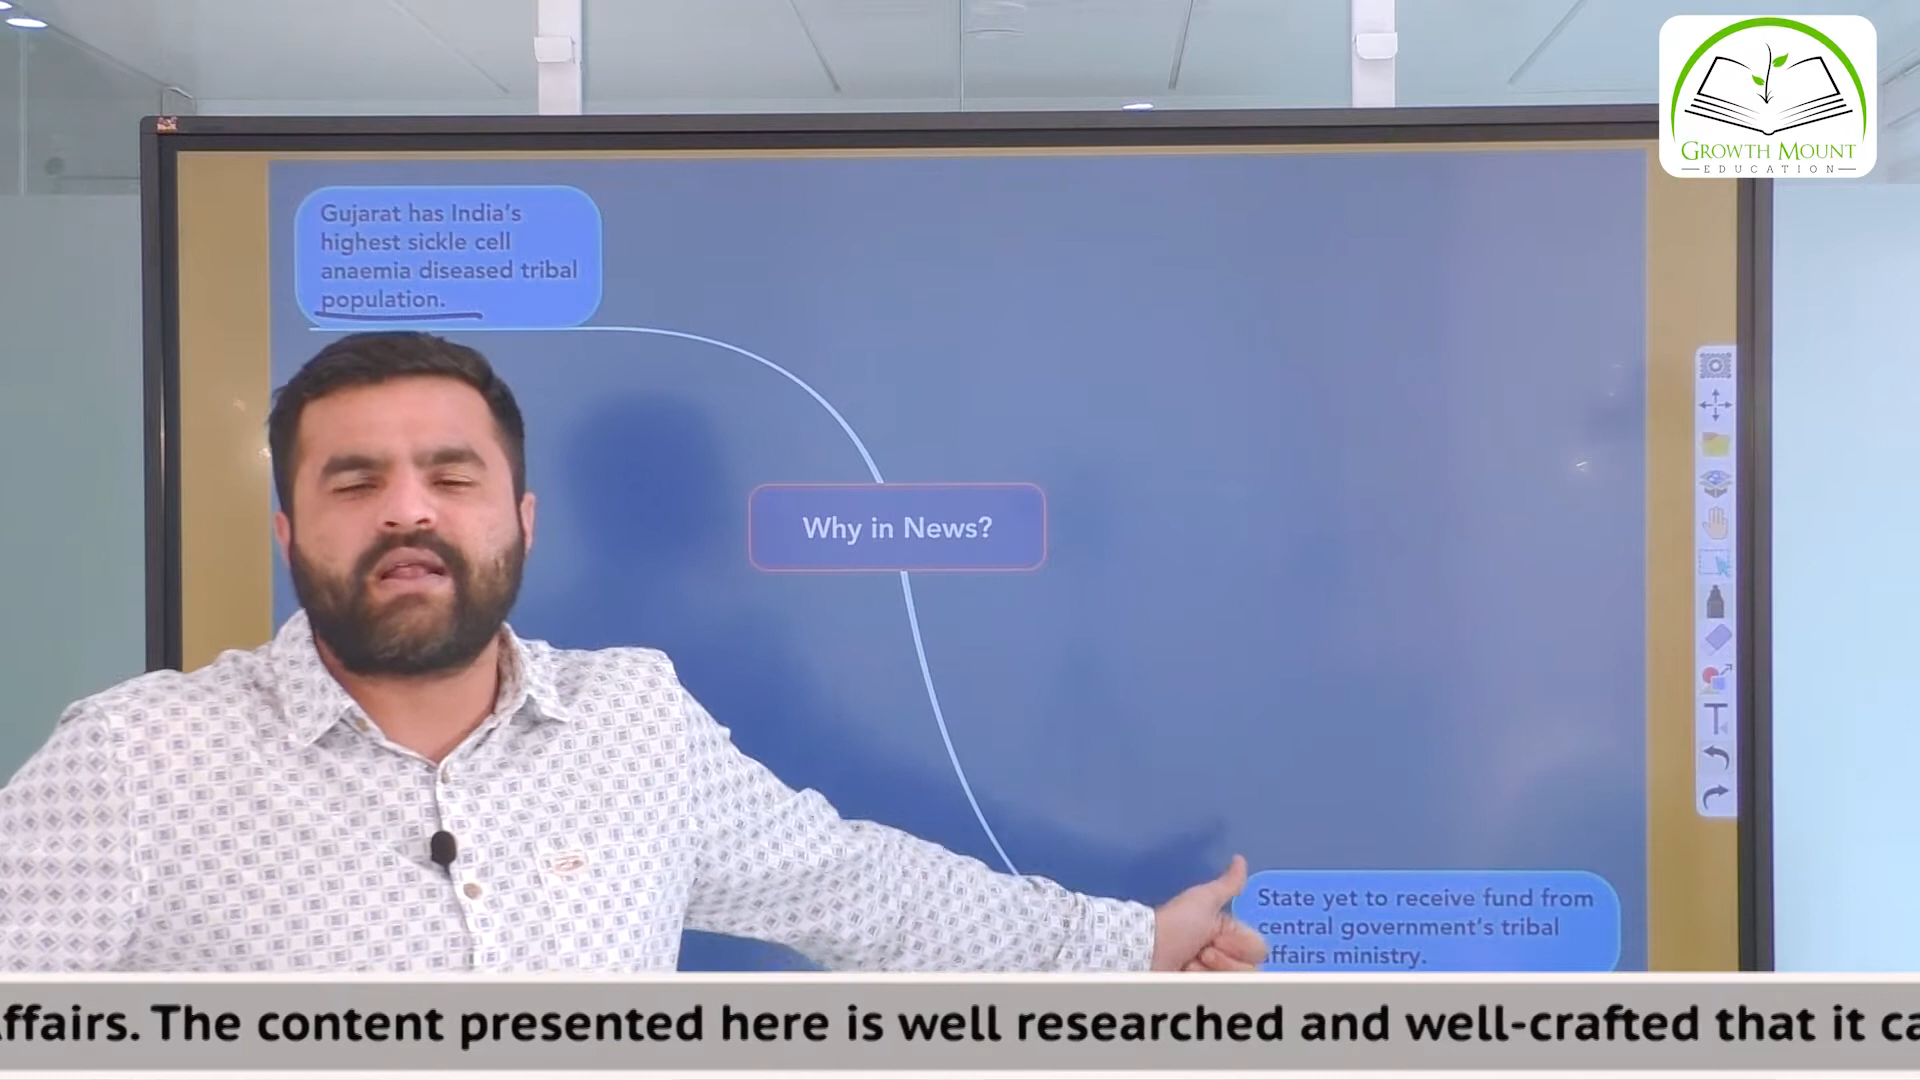 GROWTH MOUNT
EDUCATION
Gujarat has India's
highest sickle cell
anaemia diseased tribal
population.
Why in News?
State yet to receive fund from
central government's tribal
ffairs ministry.
ffairs. The content presented here is well researched and well-crafted that it ca